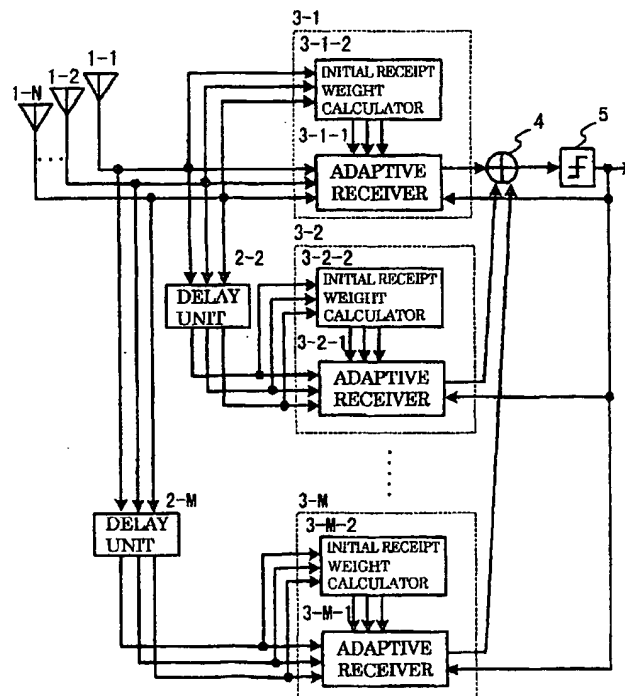 3-1
3-1-2
1-1
1-2
1-N
INITIAL RECEIPT
WEIGHT
CALCULATOR
4
5
3-1-1
ADAPTIVE
RECEIVER
3-2
2-2
3-2-2
DELAY
UNIT
INITIAL RECEIPT
WEIGHT
CALCULATOR
3-2-1
ADAPTIVE
RECEIVER
3-M
2-M
3-M-2
DELAY
UNIT
INITIAL RECEIPT
WEIGHT
CALCULATOR
3-M-1
ADAPTIVE
RECEIVER